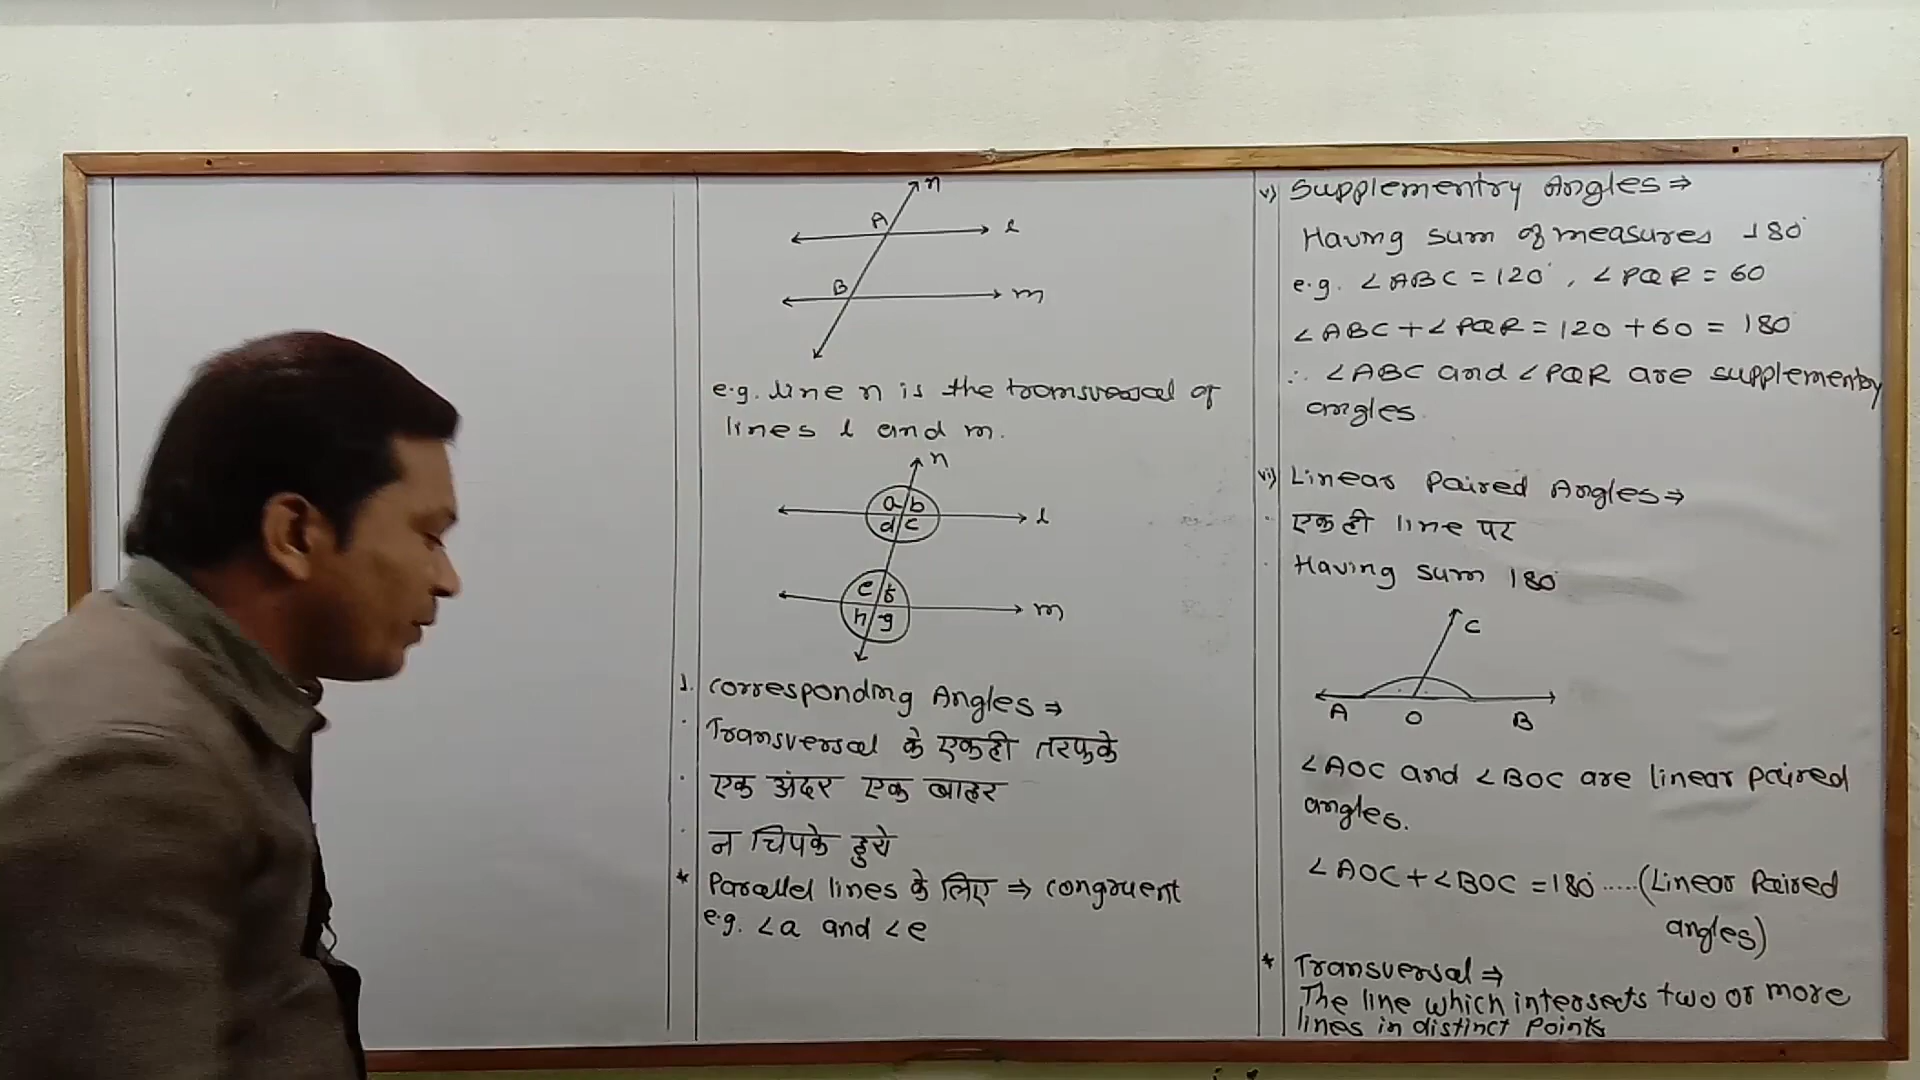 n
A
l
B
m
e.g. line n is the transversal of
lines l and m.
n
a b
l
d c
e f
m
h g
1. Corresponding Angles ⇒
· Transversal के एकही तरफके
· एक अंदर एक बाहर
· न चिपके हुये
* Parallel lines के लिए ⇒ congruent
e.g. ∠a and ∠e
v) Supplementry Angles ⇒
Having sum of measures 180°
e.g. ∠ABC = 120°, ∠PQR = 60
∠ABC + ∠PQR = 120 + 60 = 180°
∴ ∠ABC and ∠PQR are supplementry
angles.
vi) Linear Paired Angles ⇒
· एकही line पर
· Having sum 180°
C
A O B
∠AOC and ∠BOC are linear paired
angles.
∠AOC + ∠BOC = 180°.....(Linear Paired
angles)
* Transversal ⇒
The line which intersects two or more
lines in distinct points